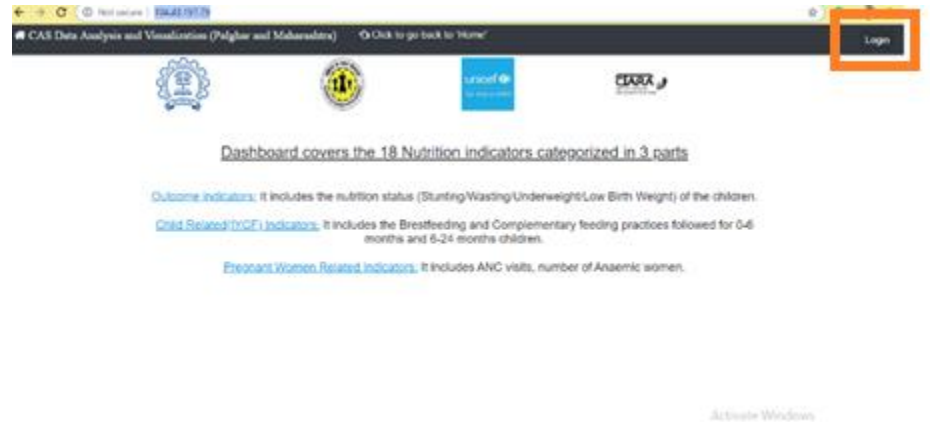 Not secure
CAS Data Analysis and Visualization (Palghar and Maharashtra) Click to go back to 'Home' Login
unicef
Dashboard covers the 18 Nutrition indicators categorized in 3 parts
Outcome Indicators: It includes the nutrition status (Stunting/Wasting/Underweight/Low Birth Weight) of the children.
Child Related(IYCF) Indicators: It includes the Brestfeeding and Complementary feeding practices followed for 0-6
months and 6-24 months children.
Pregnant Women Related Indicators: It includes ANC visits, number of Anaemic women.
Activate Windows